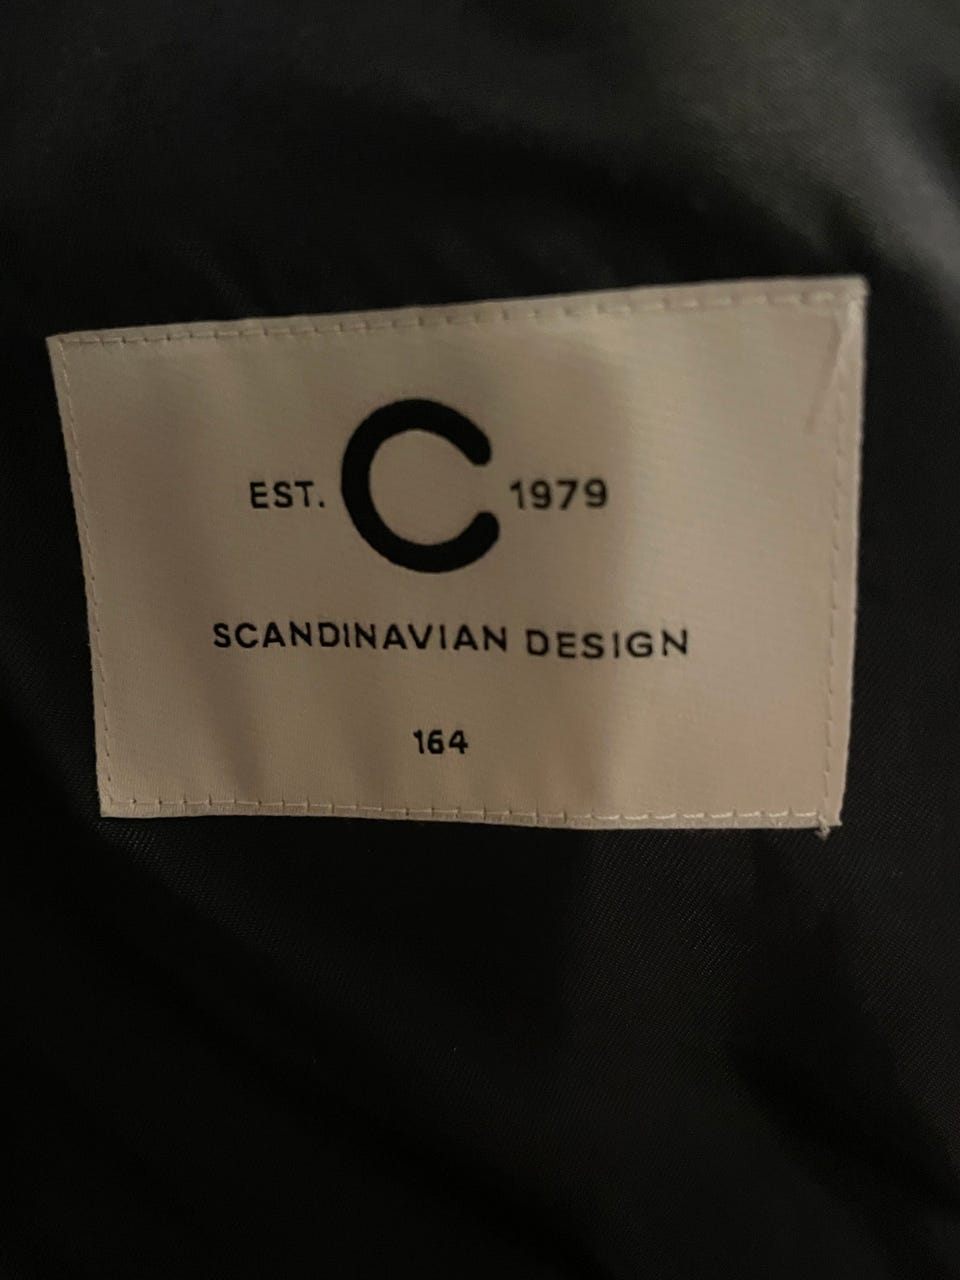 EST. C 1979
SCANDINAVIAN DESIGN
164